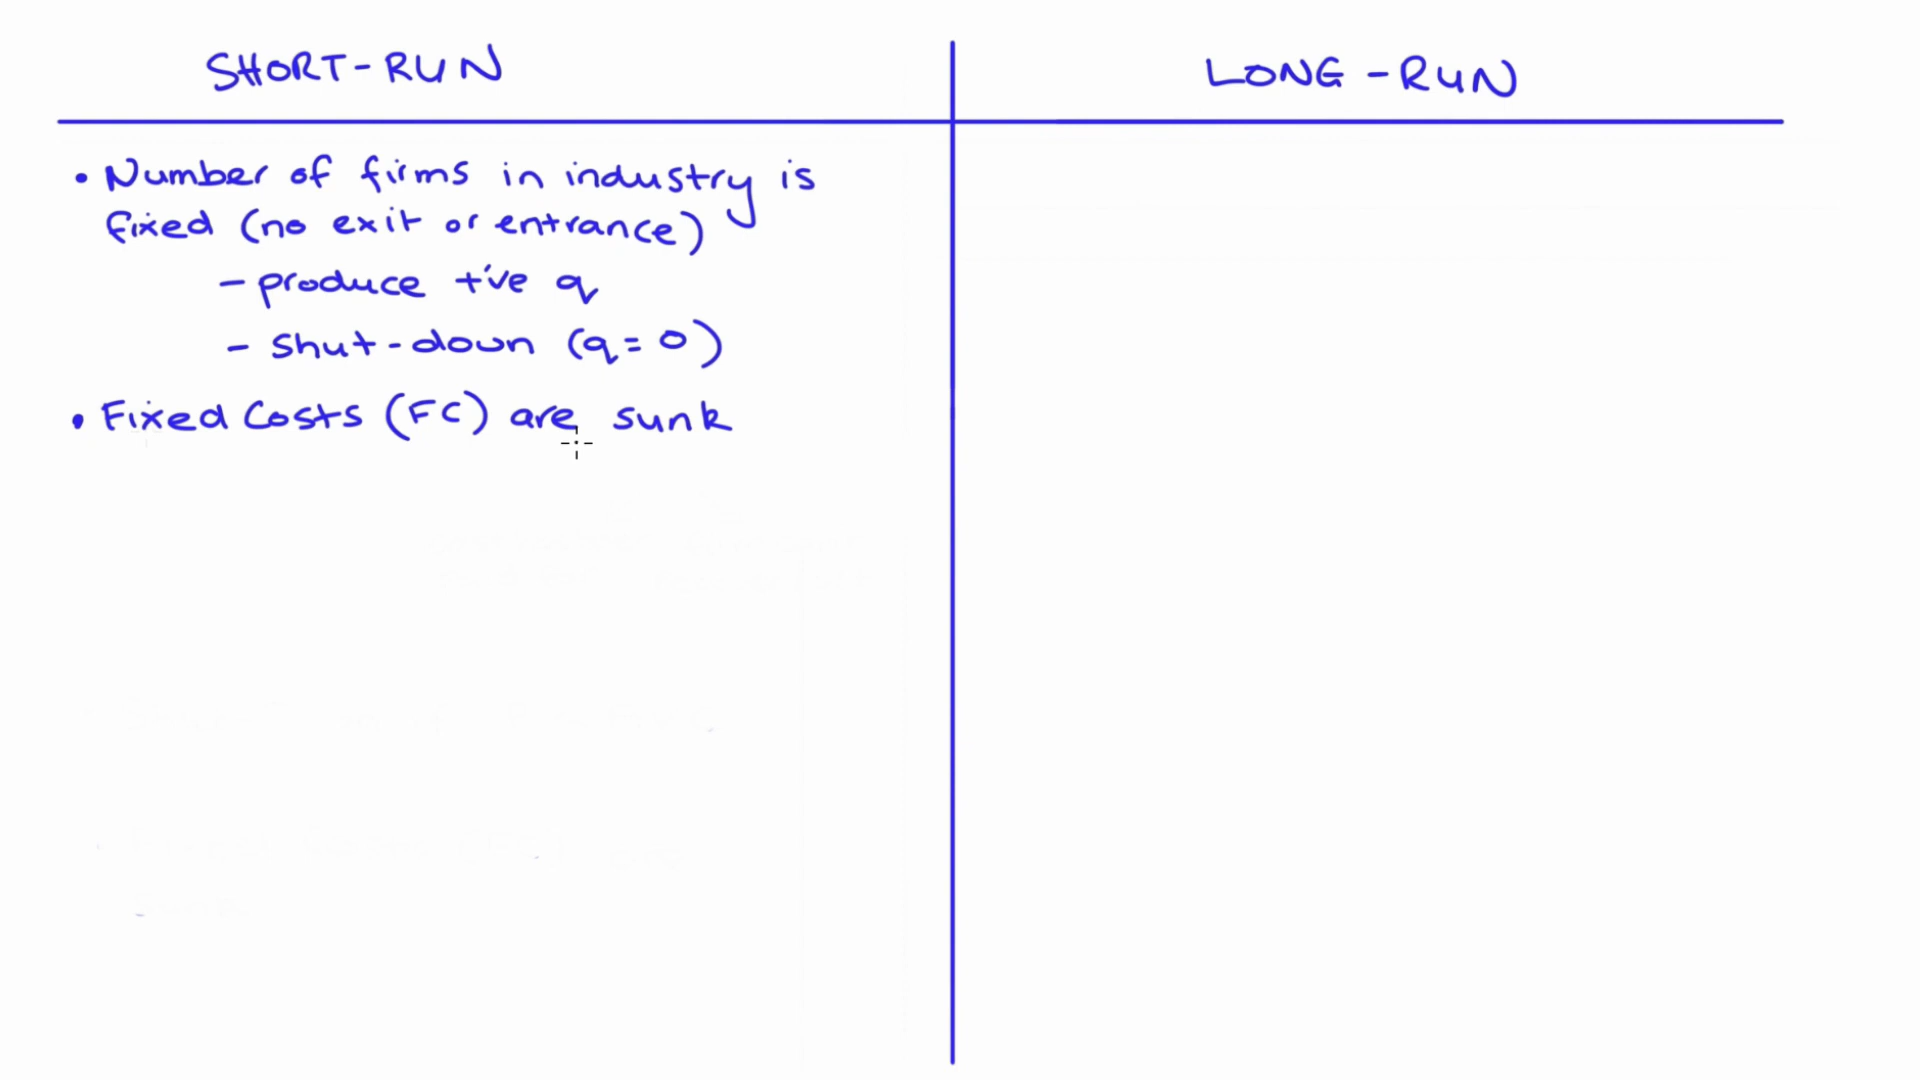 SHORT-RUN
LONG-RUN
• Number of firms in industry is
fixed (no exit or entrance)
- produce +'ve q
- shut-down (q=0)
• Fixed Costs (FC) are sunk